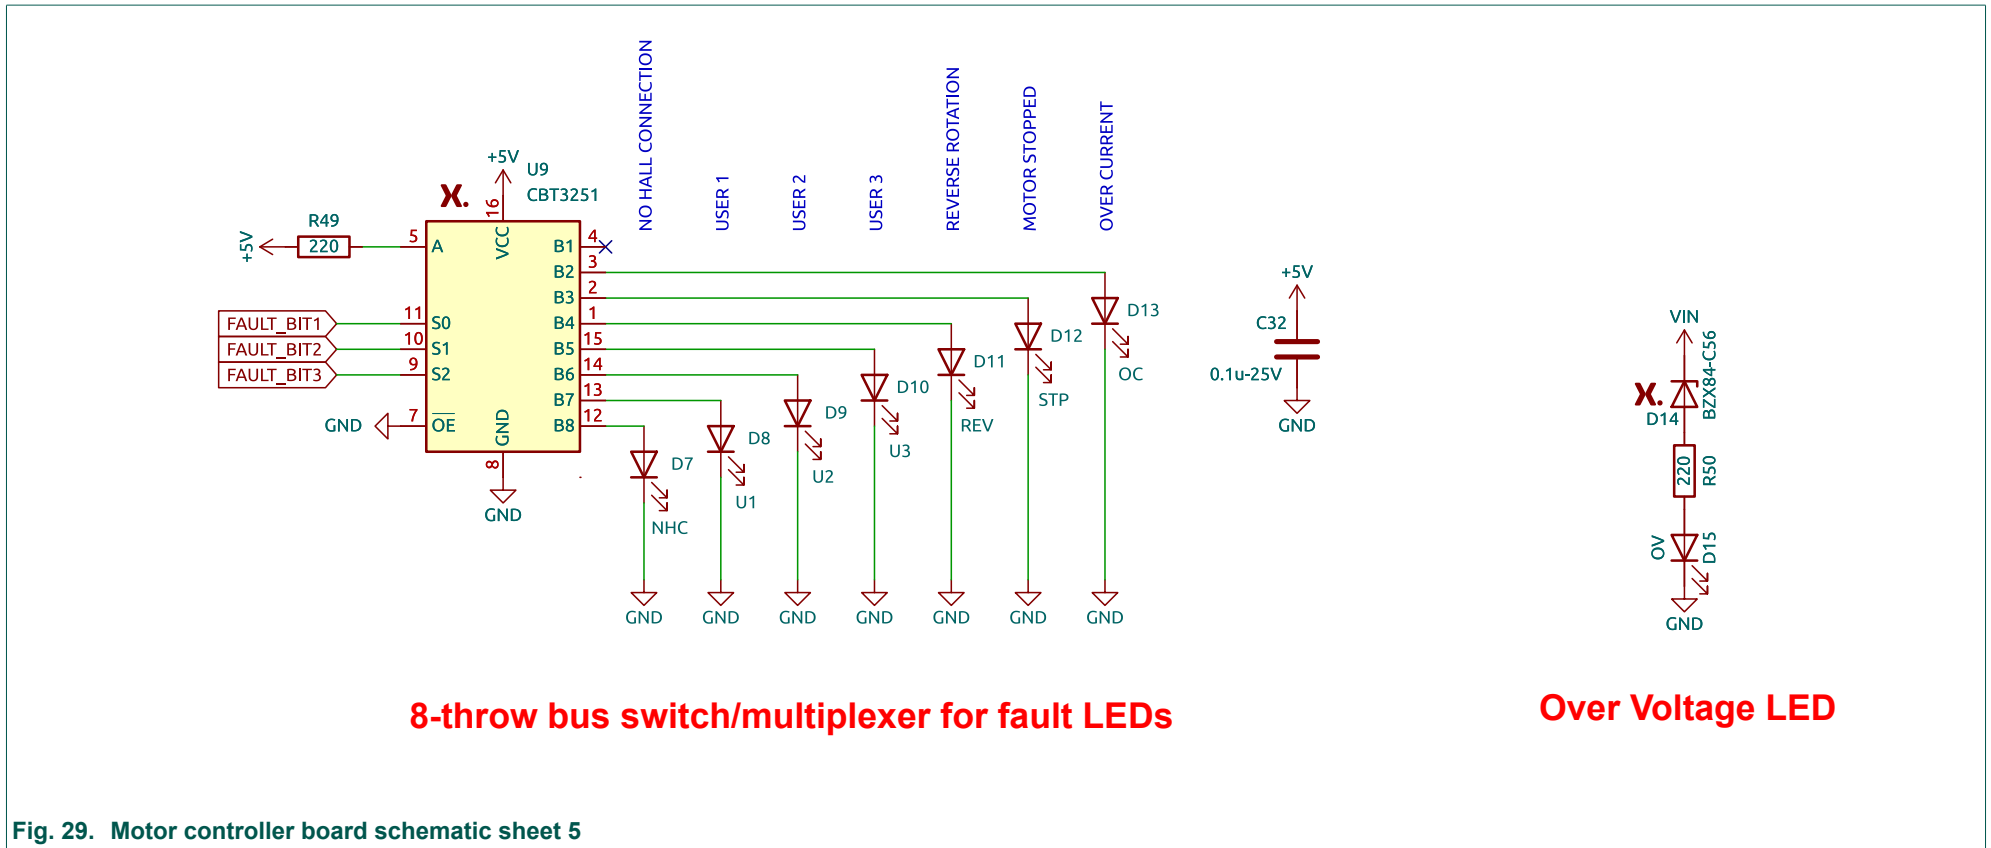 NO HALL CONNECTION
USER 1
USER 2
USER 3
REVERSE ROTATION
MOTOR STOPPED
OVER CURRENT
+5V
U9
CBT3251
X.
16
VCC
R49
220
+5V
5
A
FAULT_BIT1
11
S0
FAULT_BIT2
10
S1
FAULT_BIT3
9
S2
GND
7
OE
GND
8
GND
B1
4
B2
3
B3
2
B4
1
B5
15
B6
14
B7
13
B8
12
D7
NHC
D8
U1
D9
U2
D10
U3
D11
REV
D12
STP
D13
OC
GND
GND
GND
GND
GND
GND
GND
+5V
C32
0.1u-25V
GND
VIN
BZX84-C56
X.
D14
220
R50
OV
D15
GND
8-throw bus switch/multiplexer for fault LEDs
Over Voltage LED
Fig. 29. Motor controller board schematic sheet 5